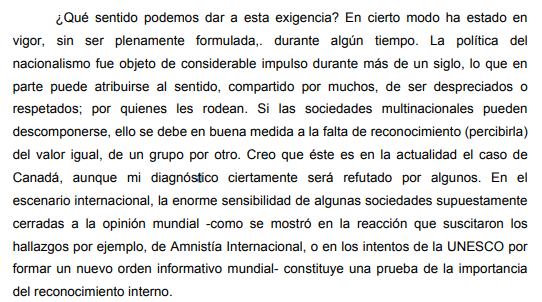 ¿Qué sentido podemos dar a esta exigencia? En cierto modo ha estado en
vigor, sin ser plenamente formulada,. durante algún tiempo. La política del
nacionalismo fue objeto de considerable impulso durante más de un siglo, lo que en
parte puede atribuirse al sentido, compartido por muchos, de ser despreciados o
respetados; por quienes les rodean. Si las sociedades multinacionales pueden
descomponerse, ello se debe en buena medida a la falta de reconocimiento (percibirla)
del valor igual, de un grupo por otro. Creo que éste es en la actualidad el caso de
Canadá, aunque mi diagnóstico ciertamente será refutado por algunos. En el
escenario internacional, la enorme sensibilidad de algunas sociedades supuestamente
cerradas a la opinión mundial -como se mostró en la reacción que suscitaron los
hallazgos por ejemplo, de Amnistía Internacional, o en los intentos de la UNESCO por
formar un nuevo orden informativo mundial- constituye una prueba de la importancia
del reconocimiento interno.